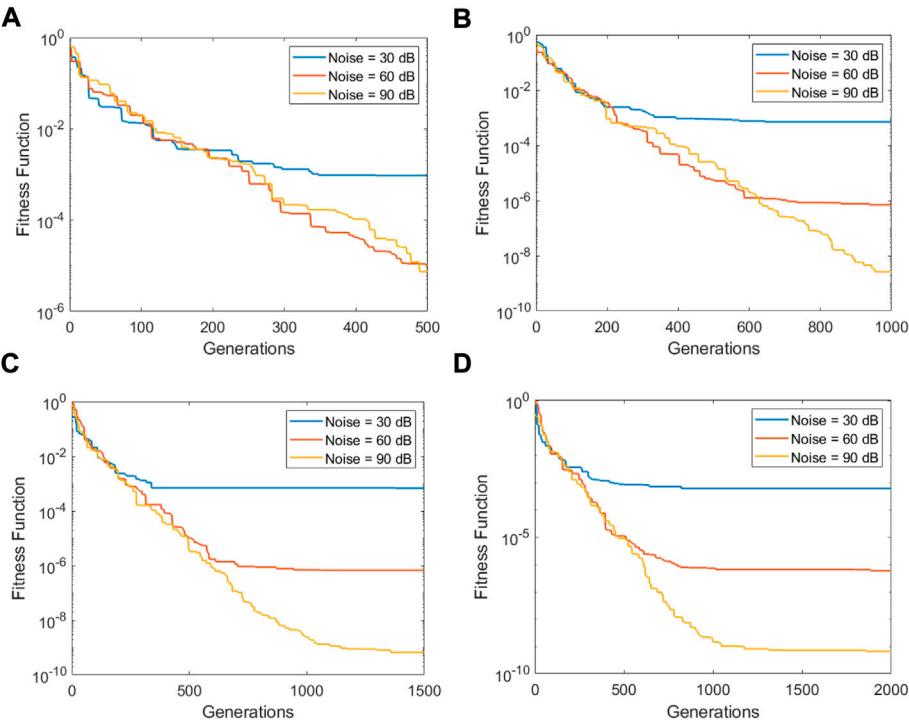 A
10^0
10^-2
10^-4
10^-6
Fitness Function
0 100 200 300 400 500
Generations
Noise = 30 dB
Noise = 60 dB
Noise = 90 dB
B
10^0
10^-2
10^-4
10^-6
10^-8
10^-10
Fitness Function
0 200 400 600 800 1000
Generations
Noise = 30 dB
Noise = 60 dB
Noise = 90 dB
C
10^0
10^-2
10^-4
10^-6
10^-8
10^-10
Fitness Function
0 500 1000 1500
Generations
Noise = 30 dB
Noise = 60 dB
Noise = 90 dB
D
10^0
10^-5
10^-10
Fitness Function
0 500 1000 1500 2000
Generations
Noise = 30 dB
Noise = 60 dB
Noise = 90 dB